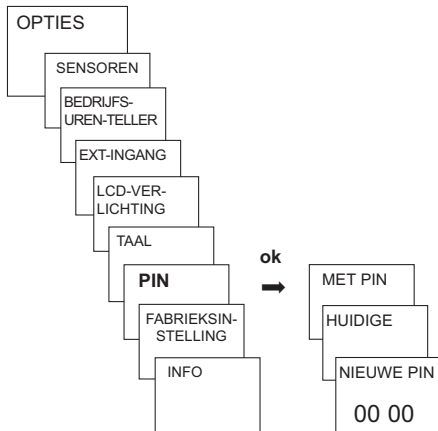 OPTIES
SENSOREN
BEDRIJFS-
UREN-TELLER
EXT-INGANG
LCD-VER-
LICHTING
TAAL
PIN
FABRIEKSIN-
STELLING
INFO
ok
MET PIN
HUIDIGE
NIEUWE PIN
00 00